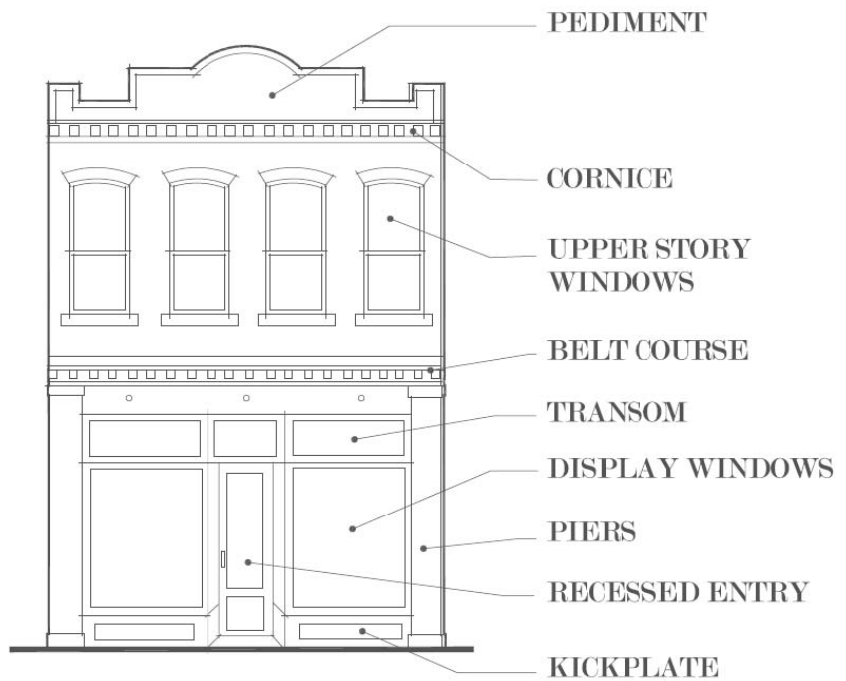 PEDIMENT
CORNICE
UPPER STORY
WINDOWS
BELT COURSE
TRANSOM
DISPLAY WINDOWS
PIERS
RECESSED ENTRY
KICKPLATE